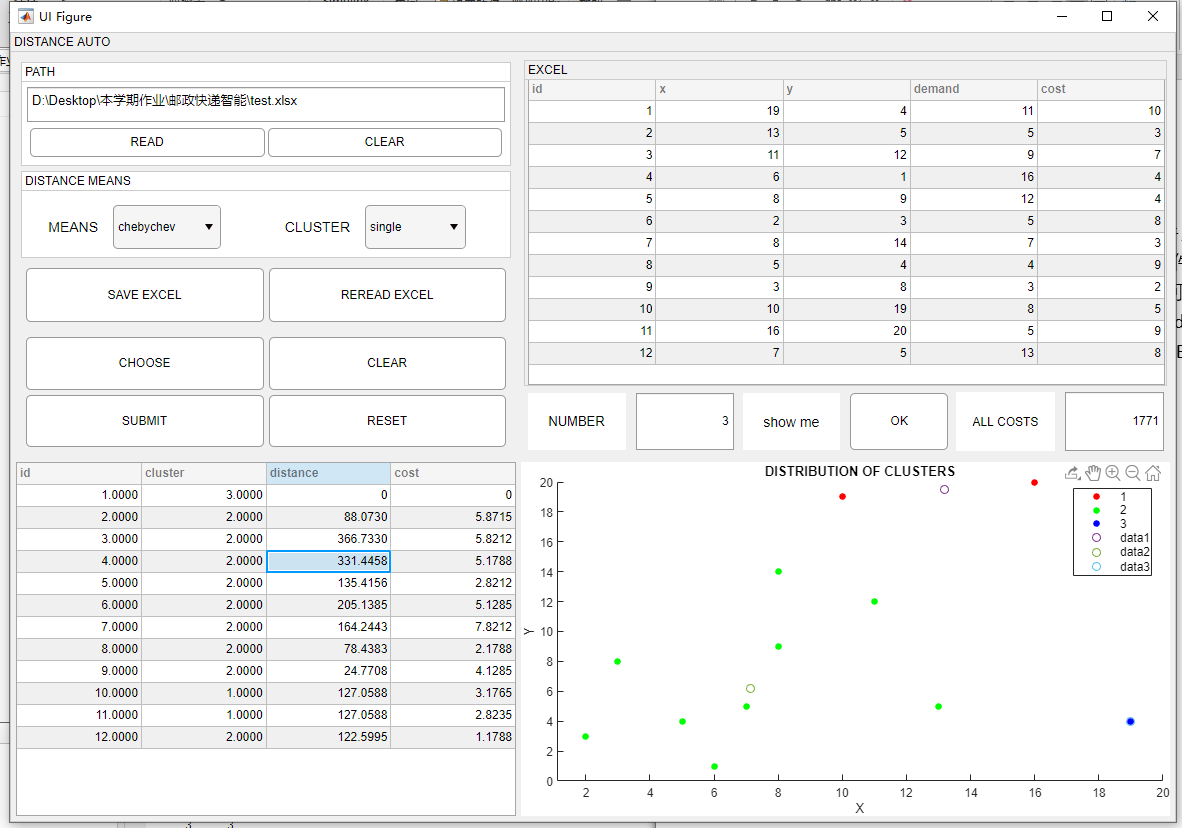 UI Figure
DISTANCE AUTO
PATH
D:\Desktop\本学期作业\邮政快递智能\test.xlsx
READ CLEAR
DISTANCE MEANS
MEANS chebychev CLUSTER single
SAVE EXCEL REREAD EXCEL
CHOOSE CLEAR
SUBMIT RESET
EXCEL
id x y demand cost
1 19 4 11 10
2 13 5 5 3
3 11 12 9 7
4 6 1 16 4
5 8 9 12 4
6 2 3 5 8
7 8 14 7 3
8 5 4 4 9
9 3 8 3 2
10 10 19 8 5
11 16 20 5 9
12 7 5 13 8
NUMBER 3 show me OK ALL COSTS 1771
id cluster distance cost
1.0000 3.0000 0 0
2.0000 2.0000 88.0730 5.8715
3.0000 2.0000 366.7330 5.8212
4.0000 2.0000 331.4458 5.1788
5.0000 2.0000 135.4156 2.8212
6.0000 2.0000 205.1385 5.1285
7.0000 2.0000 164.2443 7.8212
8.0000 2.0000 78.4383 2.1788
9.0000 2.0000 24.7708 4.1285
10.0000 1.0000 127.0588 3.1765
11.0000 1.0000 127.0588 2.8235
12.0000 2.0000 122.5995 1.1788
DISTRIBUTION OF CLUSTERS
20
18
16
14
12
10
8
6
4
2
0
Y
2 4 6 8 10 12 14 16 18 20
X
1
2
3
data1
data2
data3